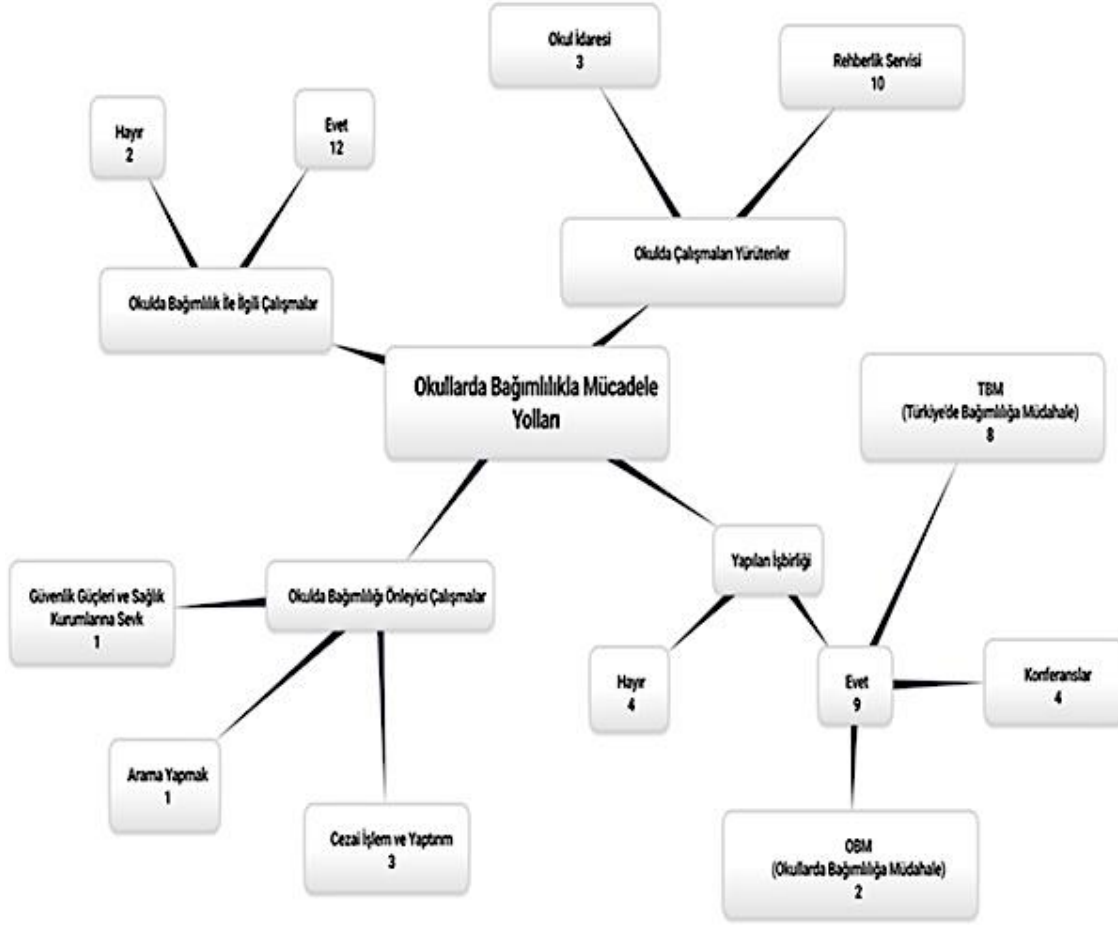 Okul İdaresi
3
Rehberlik Servisi
10
Hayır
2
Evet
12
Okulda Çalışmaları Yürütenler
Okulda Bağımlılık İle İlgili Çalışmalar
Okullarda Bağımlılıkla Mücadele
Yolları
TBM
(Türkiye'de Bağımlılığa Müdahale)
8
Yapılan İşbirliği
Güvenlik Güçleri ve Sağlık
Kurumlarına Sevk
1
Okulda Bağımlılığı Önleyici Çalışmalar
Hayır
4
Evet
9
Konferanslar
4
Arama Yapmak
1
Cezai İşlem ve Yaptırım
3
OBM
(Okullarda Bağımlılığa Müdahale)
2